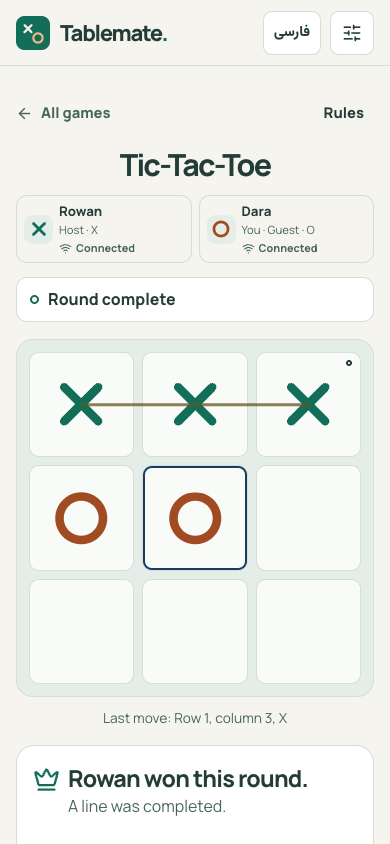 Tablemate.
فارسی
All games
Rules
Tic-Tac-Toe
Rowan
Host · X
Connected
Dara
You · Guest · O
Connected
Round complete
Last move: Row 1, column 3, X
Rowan won this round.
A line was completed.